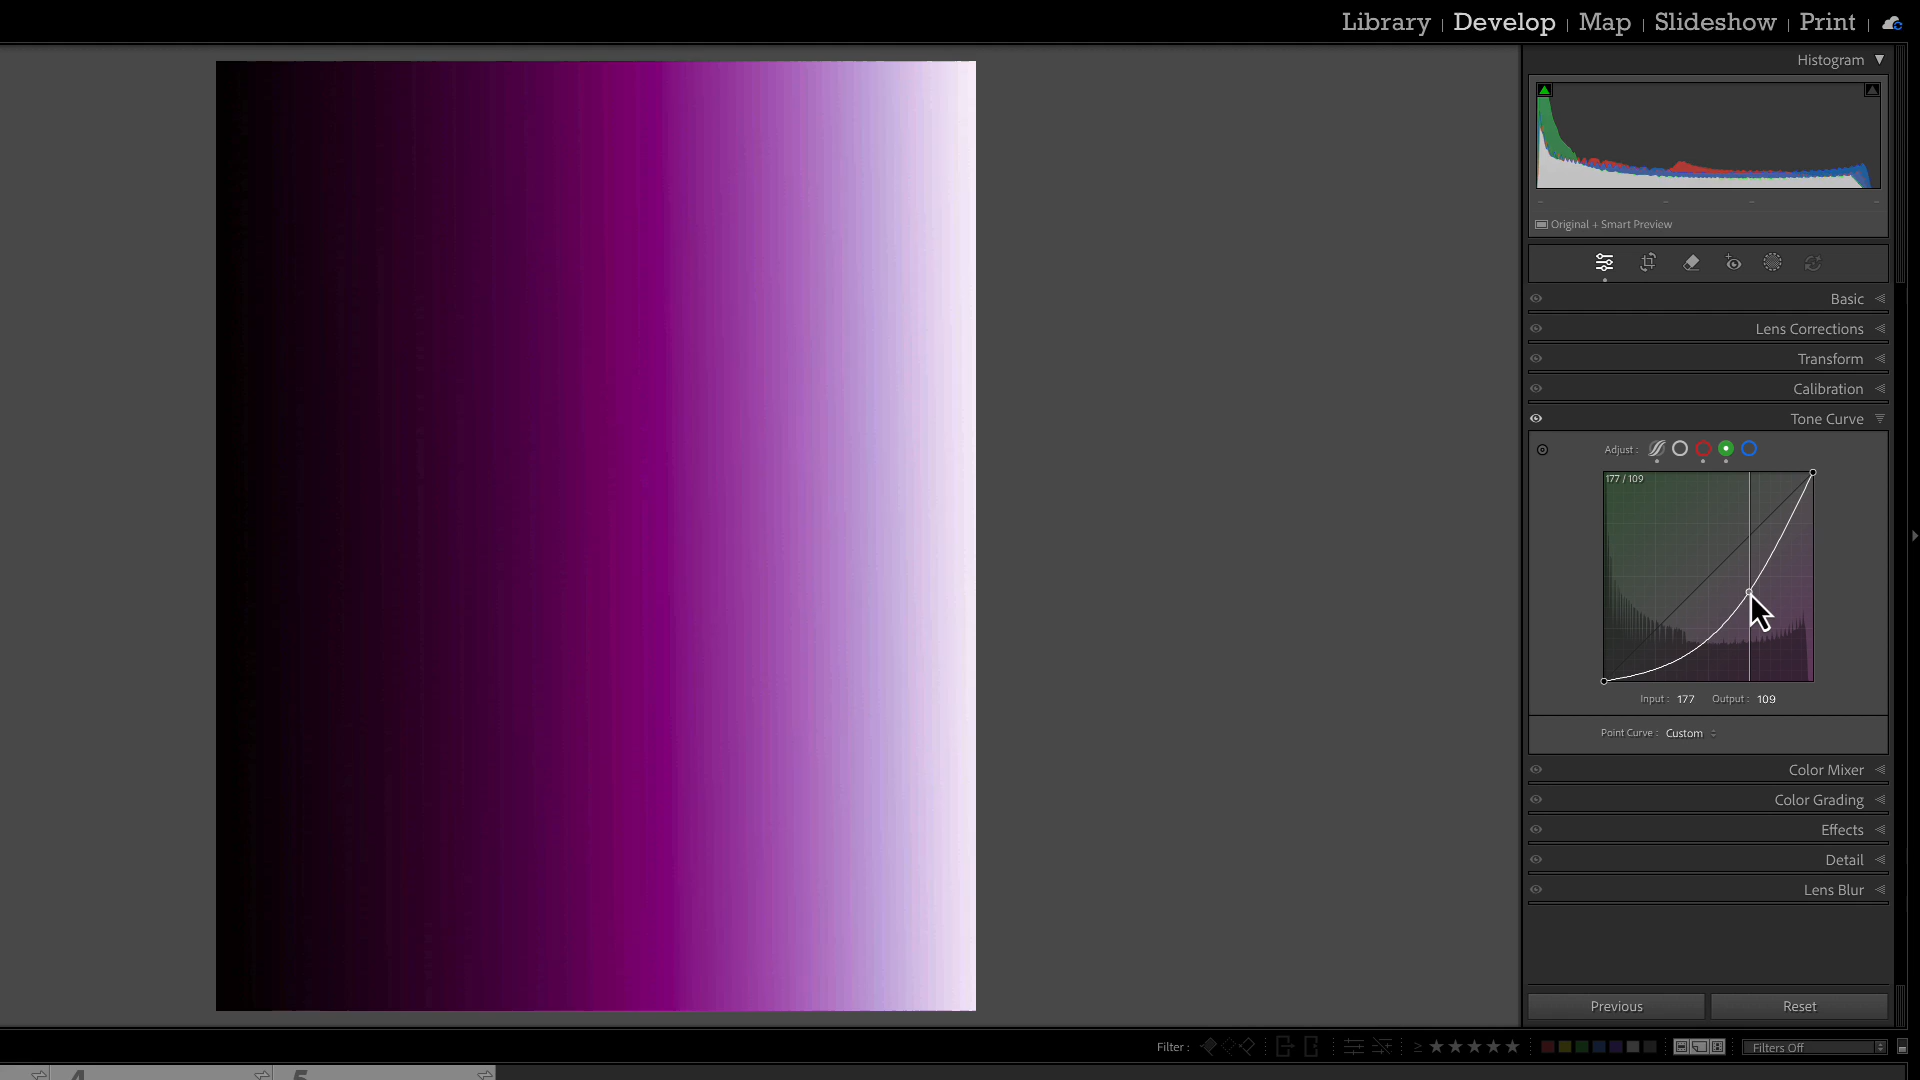 Library | Develop | Map | Slideshow | Print |
Histogram
Original + Smart Preview
Basic
Lens Corrections
Transform
Calibration
Tone Curve
Adjust :
177 / 109
Input : 177 Output : 109
Point Curve : Custom
Color Mixer
Color Grading
Effects
Detail
Lens Blur
Previous Reset
Filter : ≥ ★★★★★ Filters Off
4 5